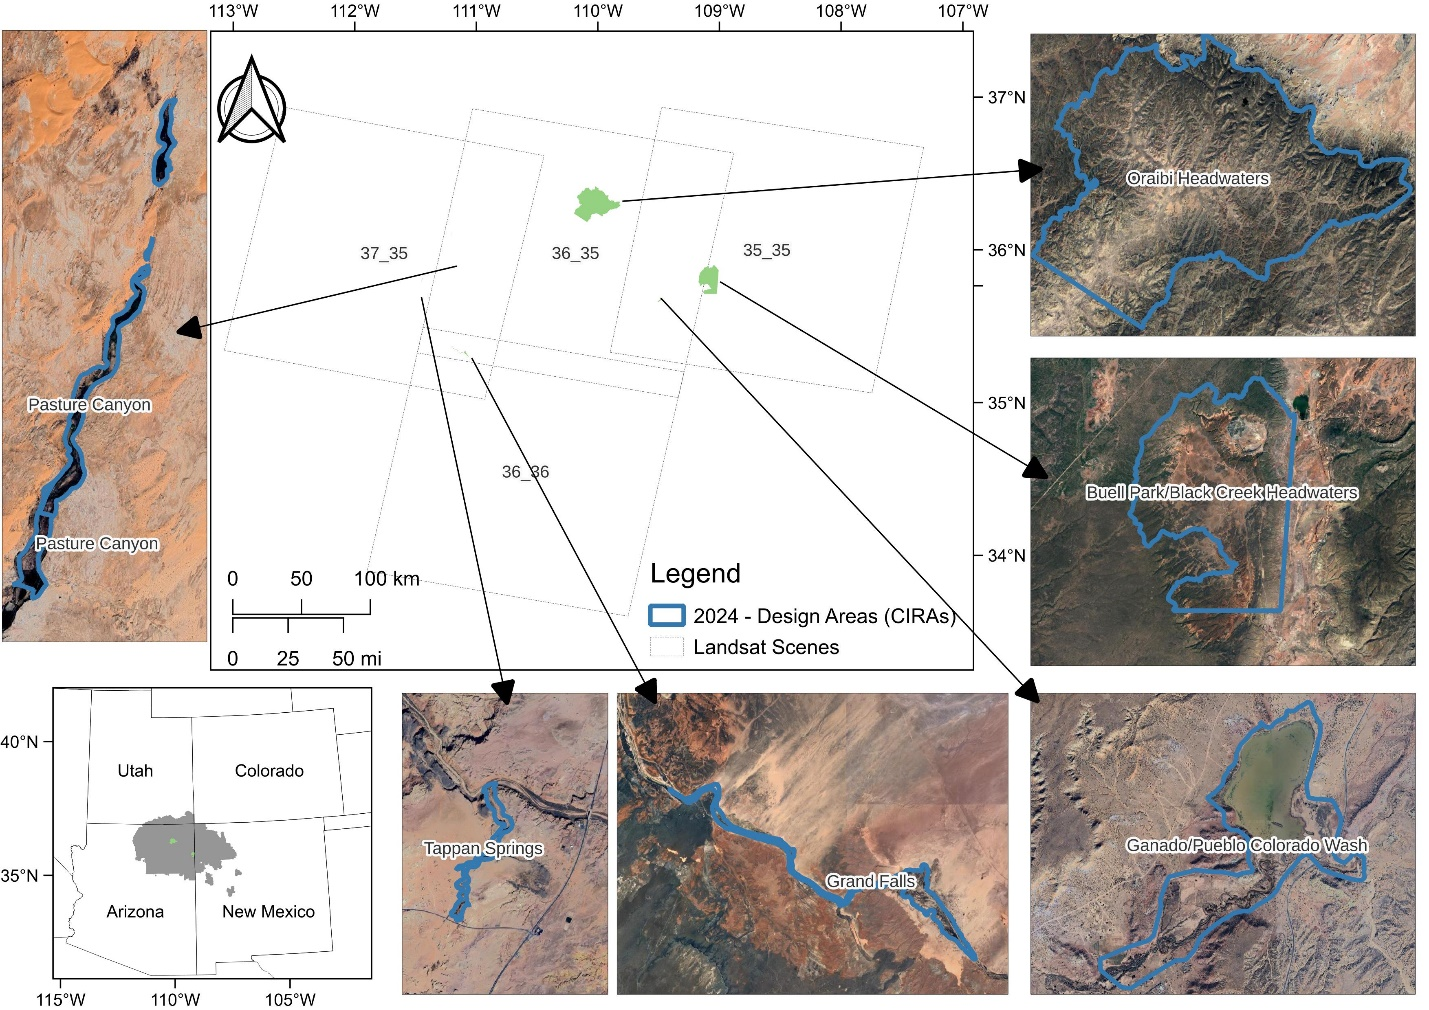 113°W 112°W 111°W 110°W 109°W 108°W 107°W
37°N
36°N
35°N
34°N
37_35
36_35
35_35
36_36
0 50 100 km
0 25 50 mi
Legend
2024 - Design Areas (CIRAs)
Landsat Scenes
Pasture Canyon
Pasture Canyon
Oraibi Headwaters
Buell Park/Black Creek Headwaters
40°N
35°N
Utah
Colorado
Arizona
New Mexico
115°W 110°W 105°W
Tappan Springs
Grand Falls
Ganado/Pueblo Colorado Wash